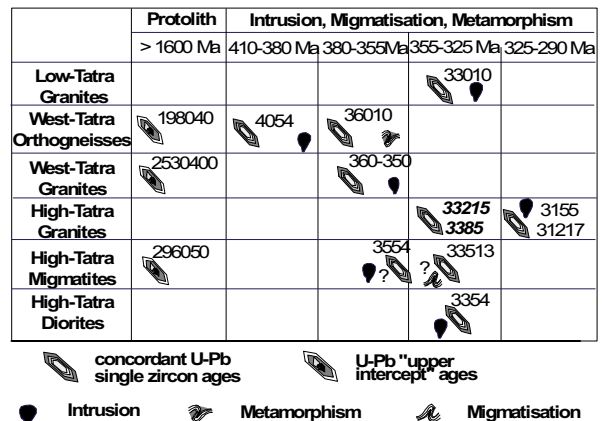 Protolith Intrusion, Migmatisation, Metamorphism
> 1600 Ma 410-380 Ma 380-355Ma 355-325 Ma 325-290 Ma
Low-Tatra
Granites
33010
West-Tatra
Orthogneisses
198040 4054 36010
West-Tatra
Granites
2530400 360-350
High-Tatra
Granites
33215 3155
3385 31217
High-Tatra
Migmatites
296050 3554 33513
? ?
High-Tatra
Diorites
3354
concordant U-Pb
single zircon ages
U-Pb "upper
intercept" ages
Intrusion Metamorphism Migmatisation